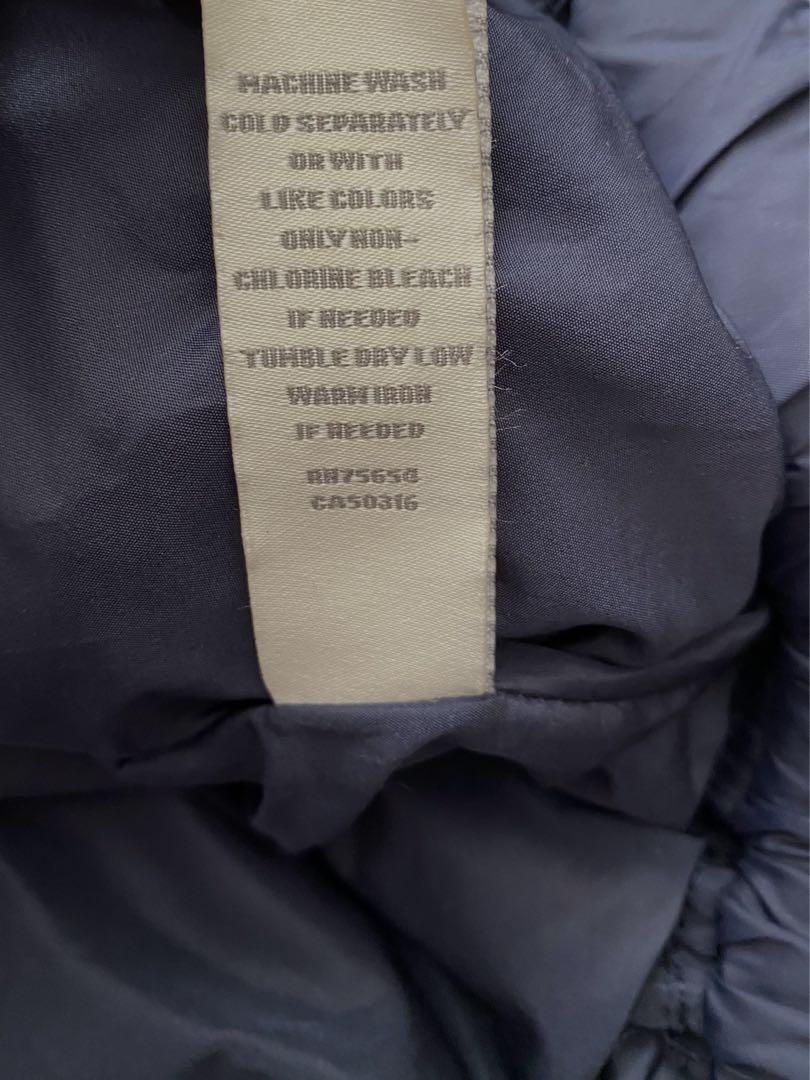 MACHINE WASH
COLD SEPARATELY
OR WITH
LIKE COLORS
ONLY NON-
CHLORINE BLEACH
IF NEEDED
TUMBLE DRY LOW
WARM IRON
IF NEEDED
CA50316